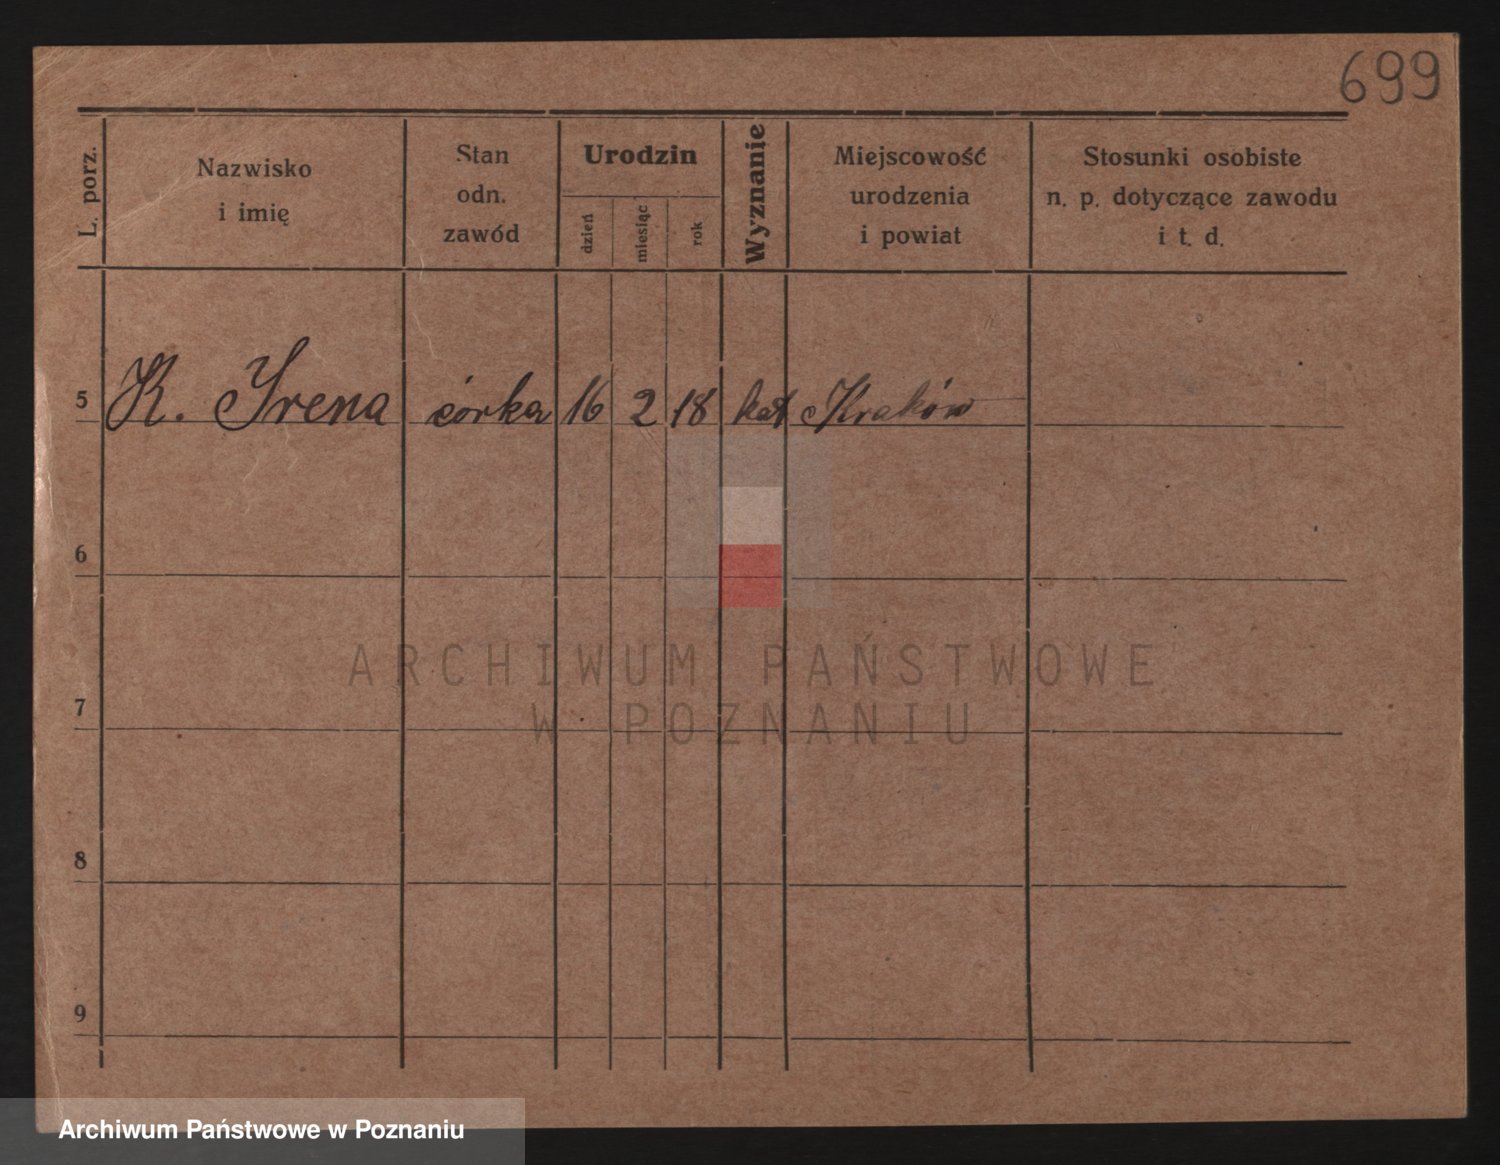 699
L. porz.
Nazwisko
i imię
Stan
odn.
zawód
Urodzin
dzień
miesiąc
rok
Wyznanie
Miejscowość
urodzenia
i powiat
Stosunki osobiste
n. p. dotyczące zawodu
i t. d.
5 K. Irena córka 16 2 18 kat Kraków
6
7
8
9
ARCHIWUM PAŃSTWOWE
W POZNANIU
Archiwum Państwowe w Poznaniu